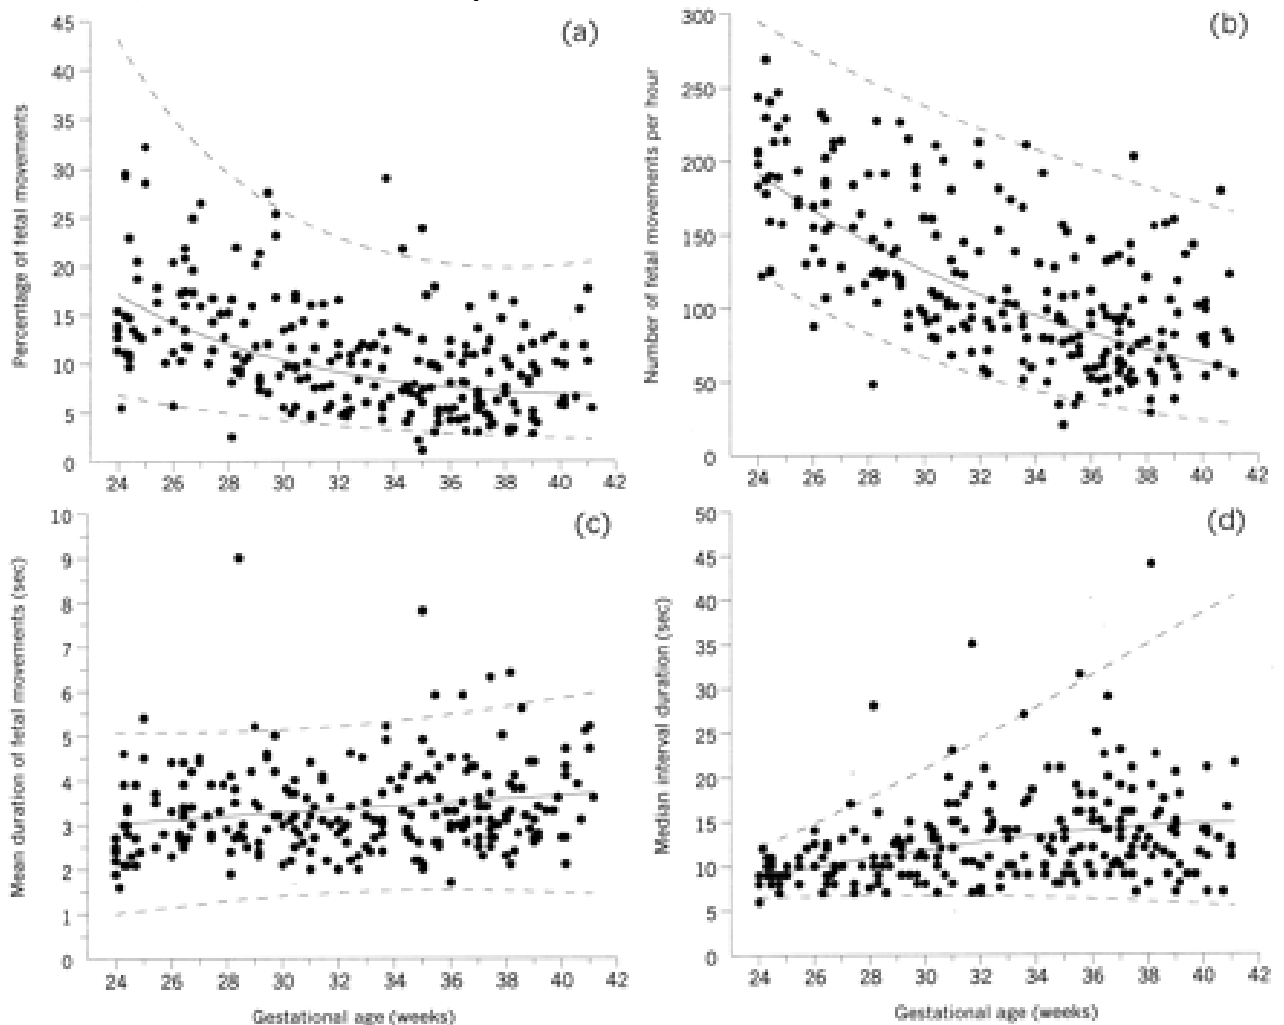 (a)
Percentage of fetal movements
45
40
35
30
25
20
15
10
5
0
24 26 28 30 32 34 36 38 40 42
(b)
Number of fetal movements per hour
300
250
200
150
100
50
0
24 26 28 30 32 34 36 38 40 42
(c)
Mean duration of fetal movements (sec)
10
9
8
7
6
5
4
3
2
1
0
24 26 28 30 32 34 36 38 40 42
Gestational age (weeks)
(d)
Median interval duration (sec)
50
45
40
35
30
25
20
15
10
5
0
24 26 28 30 32 34 36 38 40 42
Gestational age (weeks)